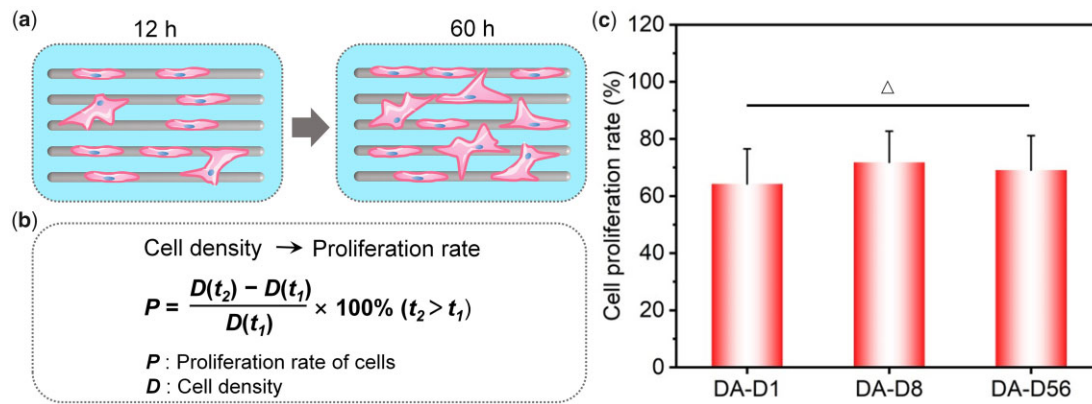 (a)
12 h
60 h
(b)
Cell density → Proliferation rate
P = D(t₂) − D(t₁) / D(t₁) × 100% (t₂ > t₁)
P : Proliferation rate of cells
D : Cell density
(c)
Cell proliferation rate (%)
120
100
80
60
40
20
0
△
DA-D1
DA-D8
DA-D56